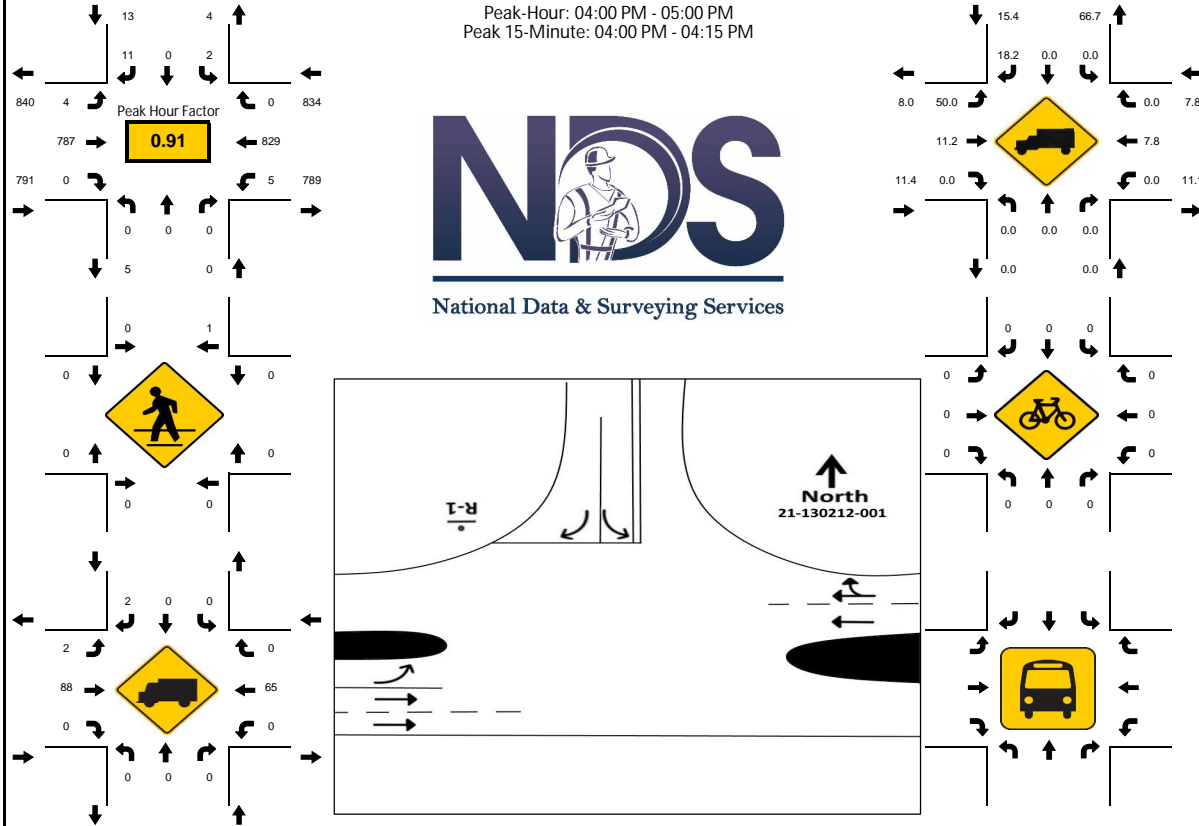 Peak-Hour: 04:00 PM - 05:00 PM
Peak 15-Minute: 04:00 PM - 04:15 PM
13 4
11 0 2
840 4 0 834
Peak Hour Factor
787 0.91 829
791 0 5 789
0 0 0
5 0
15.4 66.7
18.2 0.0 0.0
8.0 50.0 0.0 7.8
11.2 7.8
11.4 0.0 0.0 11.1
0.0 0.0 0.0
0.0 0.0
NDS
National Data & Surveying Services
0 1
0 0
0 0
0 0
0 0 0
0 0
0 0
0 0
0 0 0
R-1
North
21-130212-001
2 0 0
2 0
88 65
0 0
0 0 0